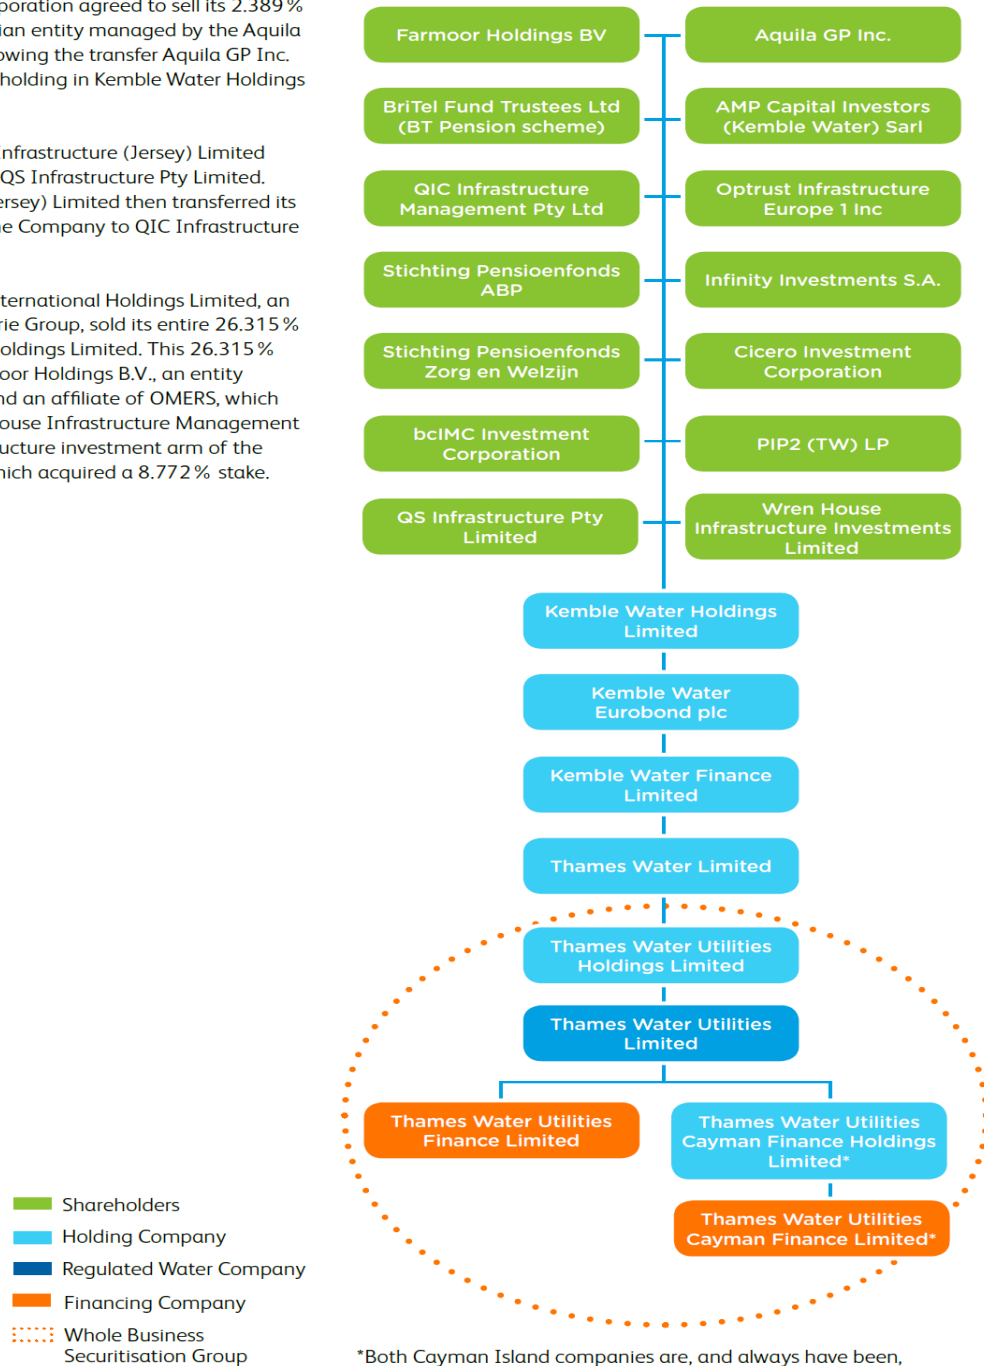 poration agreed to sell its 2.389%
ian entity managed by the Aquila
owing the transfer Aquila GP Inc.
holding in Kemble Water Holdings
nfrastructure (Jersey) Limited
QS Infrastructure Pty Limited.
ersey) Limited then transferred its
e Company to QIC Infrastructure
ternational Holdings Limited, an
rie Group, sold its entire 26.315%
oldings Limited. This 26.315%
oor Holdings B.V., an entity
nd an affiliate of OMERS, which
ouse Infrastructure Management
ucture investment arm of the
hich acquired a 8.772% stake.
Farmoor Holdings BV
Aquila GP Inc.
BriTel Fund Trustees Ltd
(BT Pension scheme)
AMP Capital Investors
(Kemble Water) Sarl
QIC Infrastructure
Management Pty Ltd
Optrust Infrastructure
Europe 1 Inc
Stichting Pensioenfonds
ABP
Infinity Investments S.A.
Stichting Pensioenfonds
Zorg en Welzijn
Cicero Investment
Corporation
bcIMC Investment
Corporation
PIP2 (TW) LP
QS Infrastructure Pty
Limited
Wren House
Infrastructure Investments
Limited
Kemble Water Holdings
Limited
Kemble Water
Eurobond plc
Kemble Water Finance
Limited
Thames Water Limited
Thames Water Utilities
Holdings Limited
Thames Water Utilities
Limited
Thames Water Utilities
Finance Limited
Thames Water Utilities
Cayman Finance Holdings
Limited*
Thames Water Utilities
Cayman Finance Limited*
Shareholders
Holding Company
Regulated Water Company
Financing Company
Whole Business
Securitisation Group
*Both Cayman Island companies are, and always have been,